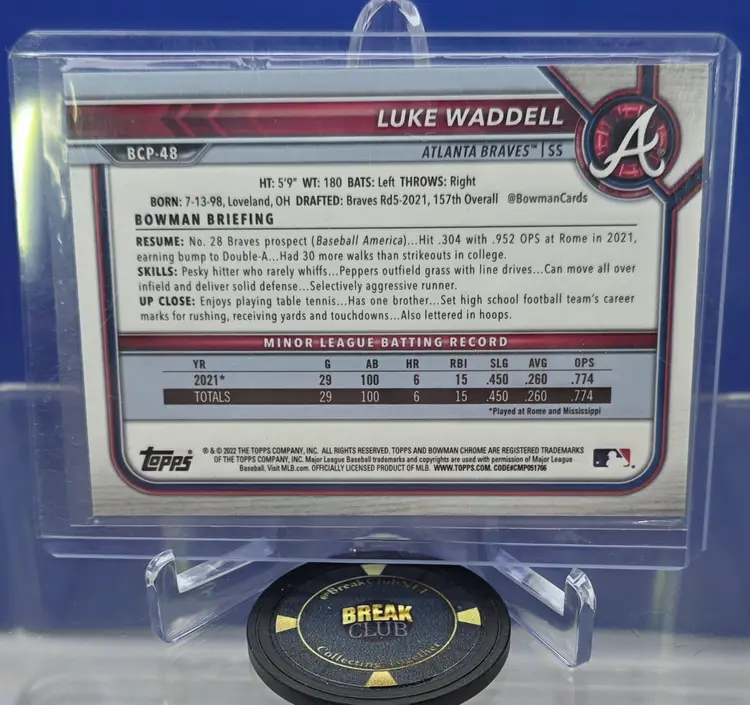 LUKE WADDELL
BCP-48
ATLANTA BRAVES™ | SS
A
HT: 5'9" WT: 180 BATS: Left THROWS: Right
BORN: 7-13-98, Loveland, OH DRAFTED: Braves Rd5-2021, 157th Overall @BowmanCards
BOWMAN BRIEFING
RESUME: No. 28 Braves prospect (Baseball America)...Hit .304 with .952 OPS at Rome in 2021,
earning bump to Double-A...Had 30 more walks than strikeouts in college.
SKILLS: Pesky hitter who rarely whiffs...Peppers outfield grass with line drives...Can move all over
infield and deliver solid defense...Selectively aggressive runner.
UP CLOSE: Enjoys playing table tennis...Has one brother...Set high school football team's career
marks for rushing, receiving yards and touchdowns...Also lettered in hoops.
MINOR LEAGUE BATTING RECORD
YR G AB HR RBI SLG AVG OPS
2021* 29 100 6 15 .450 .260 .774
TOTALS 29 100 6 15 .450 .260 .774
*Played at Rome and Mississippi
topps
® & © 2022 THE TOPPS COMPANY, INC. ALL RIGHTS RESERVED. TOPPS AND BOWMAN CHROME ARE REGISTERED TRADEMARKS
OF THE TOPPS COMPANY, INC. Major League Baseball trademarks and copyrights are used with permission of Major League
Baseball. Visit MLB.com. OFFICIALLY LICENSED PRODUCT OF MLB. WWW.TOPPS.COM. CODE#CMP051766
@BreakClubNFT
BREAK
CLUB
Collecting Together